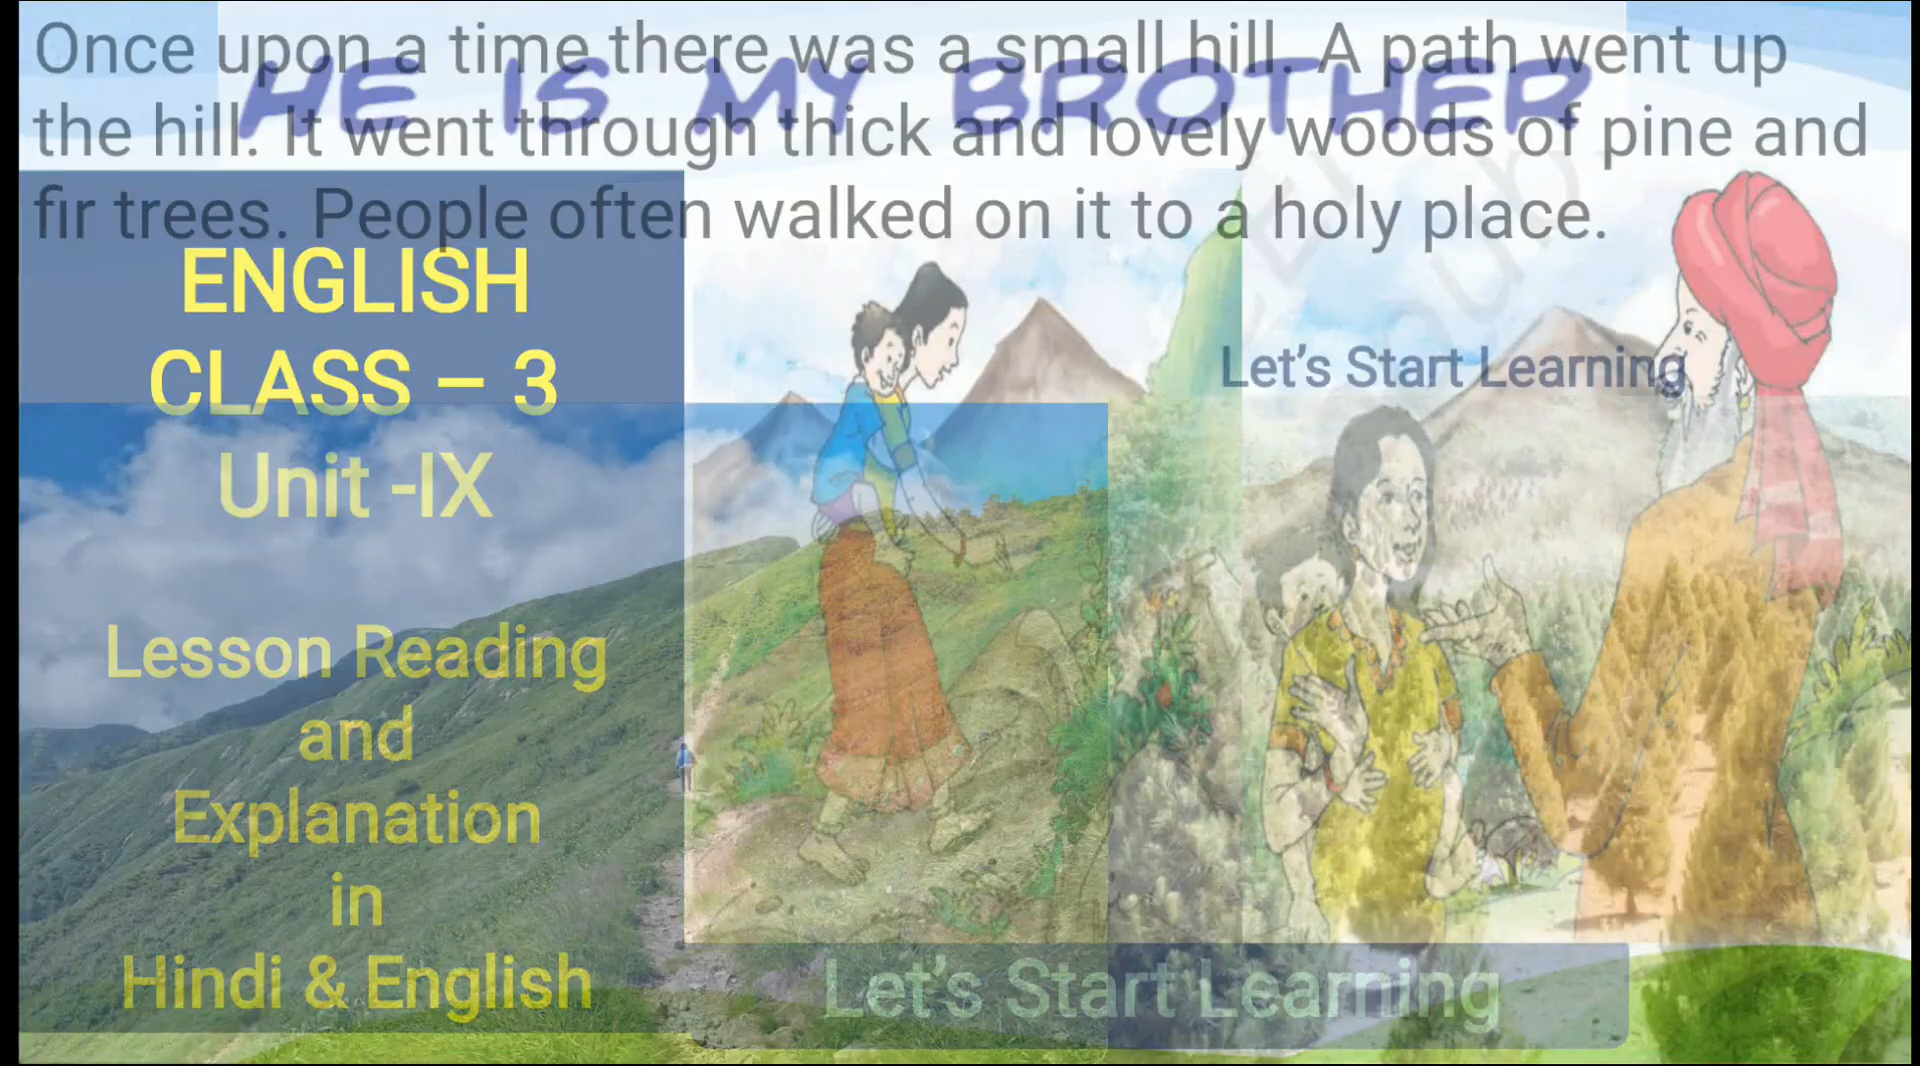 Once upon a time there was a small hill. A path went up
the hill. It went through thick and lovely woods of pine and
fir trees. People often walked on it to a holy place.
HE IS MY BROTHER
ENGLISH
CLASS – 3
Unit -IX
Lesson Reading
and
Explanation
in
Hindi & English
Let's Start Learning
Let's Start Learning